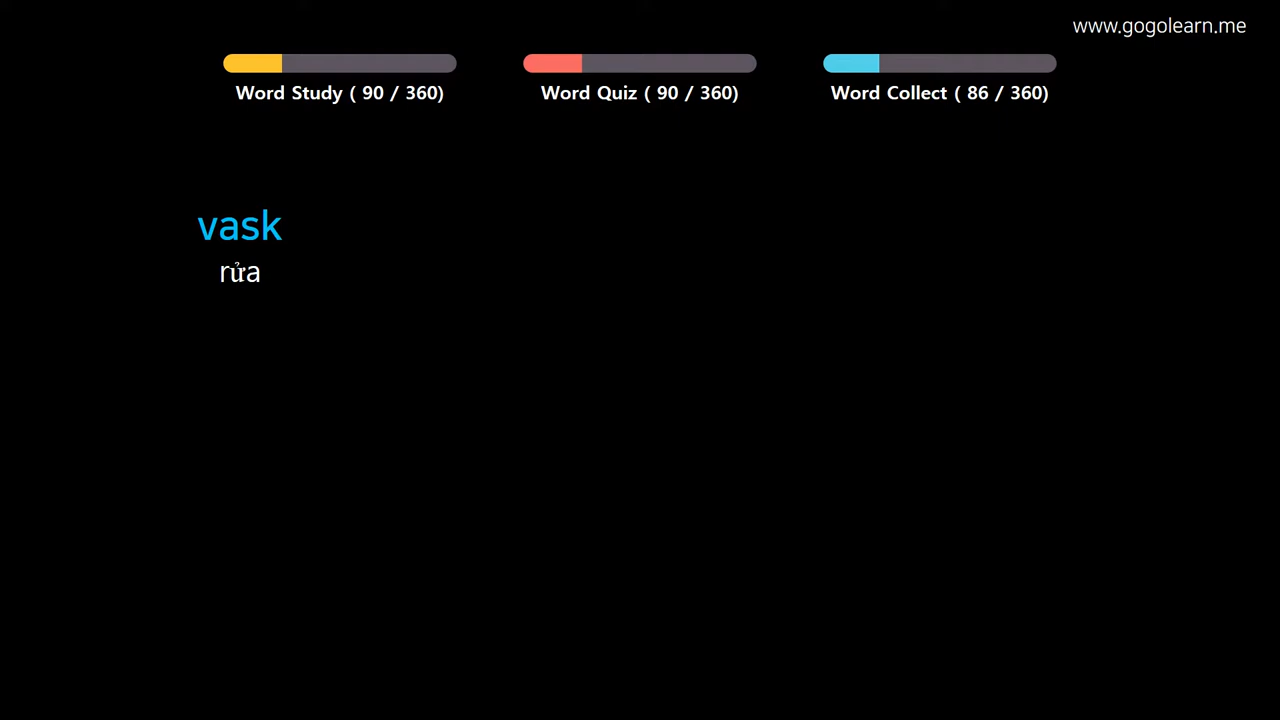 www.gogolearn.me
Word Study ( 90 / 360)
Word Quiz ( 90 / 360)
Word Collect ( 86 / 360)
vask
rửa